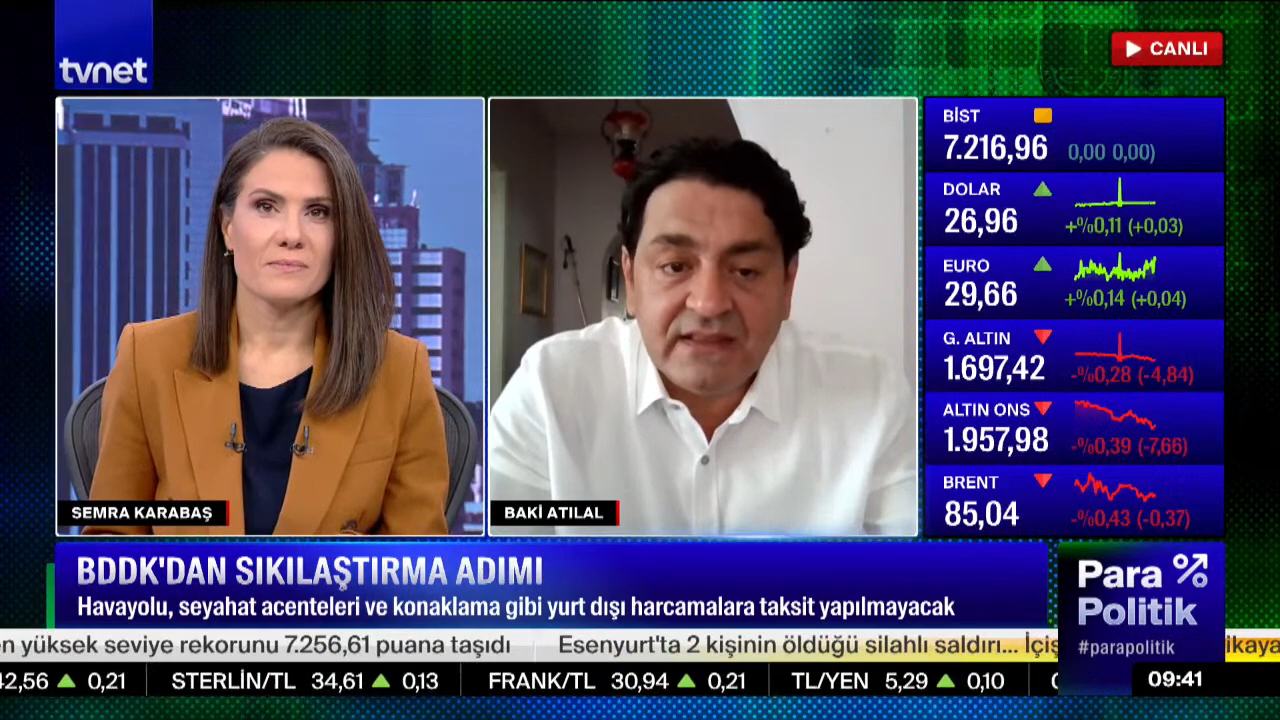 tvnet
CANLI
BİST
7.216,96 0,00 0,00)
DOLAR
26,96 +%0,11 (+0,03)
EURO
29,66 +%0,14 (+0,04)
G. ALTIN
1.697,42 -%0,28 (-4,84)
ALTIN ONS
1.957,98 -%0,39 (-7,66)
BRENT
85,04 -%0,43 (-0,37)
SEMRA KARABAŞ
BAKİ ATILAL
BDDK'DAN SIKILAŞTIRMA ADIMI
Havayolu, seyahat acenteleri ve konaklama gibi yurt dışı harcamalara taksit yapılmayacak
Para %
Politik
#parapolitik
en yüksek seviye rekorunu 7.256,61 puana taşıdı Esenyurt'ta 2 kişinin öldüğü silahlı saldırı... İçiş ikaya
42,56 0,21 STERLİN/TL 34,61 0,13 FRANK/TL 30,94 0,21 TL/YEN 5,29 0,10
09:41